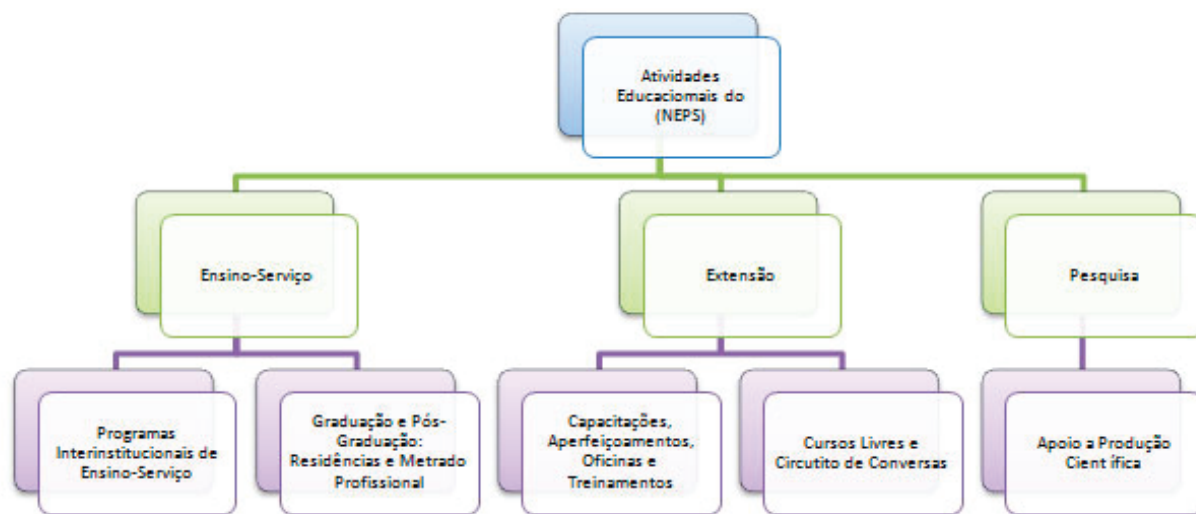 Atividades
Educaciomais do
(NEPS)
Ensino-Serviço
Extensão
Pesquisa
Programas
Interinstitucionais de
Ensino-Serviço
Graduação e Pós-
Graduação:
Residências e Metrado
Profissional
Capacitações,
Aperfeiçoamentos,
Oficinas e
Treinamentos
Cursos Livres e
Circutito de Conversas
Apoio a Produção
Cient ífica